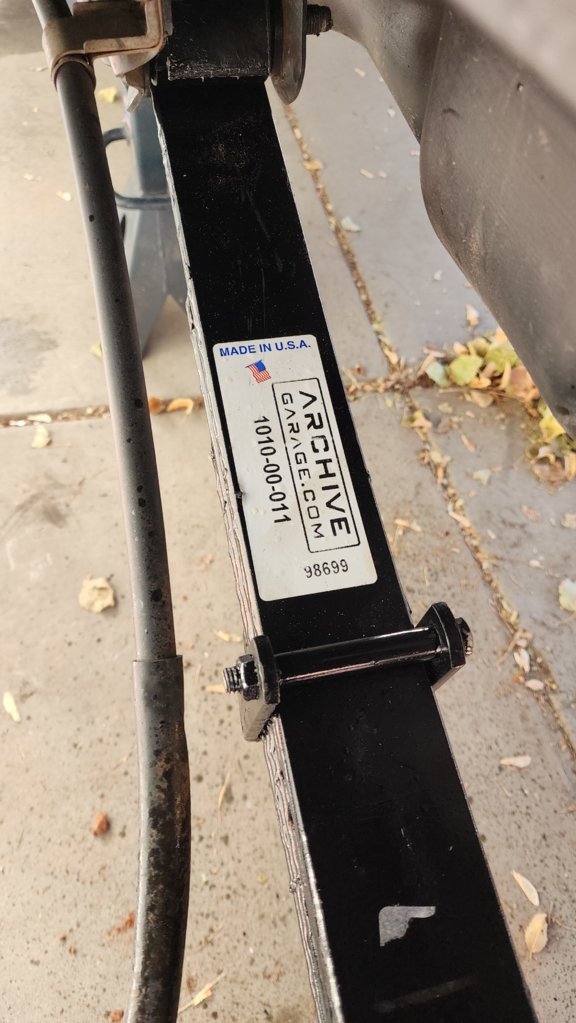 MADE IN U.S.A.
ARCHIVE
GARAGE.COM
1010-00-011
98699